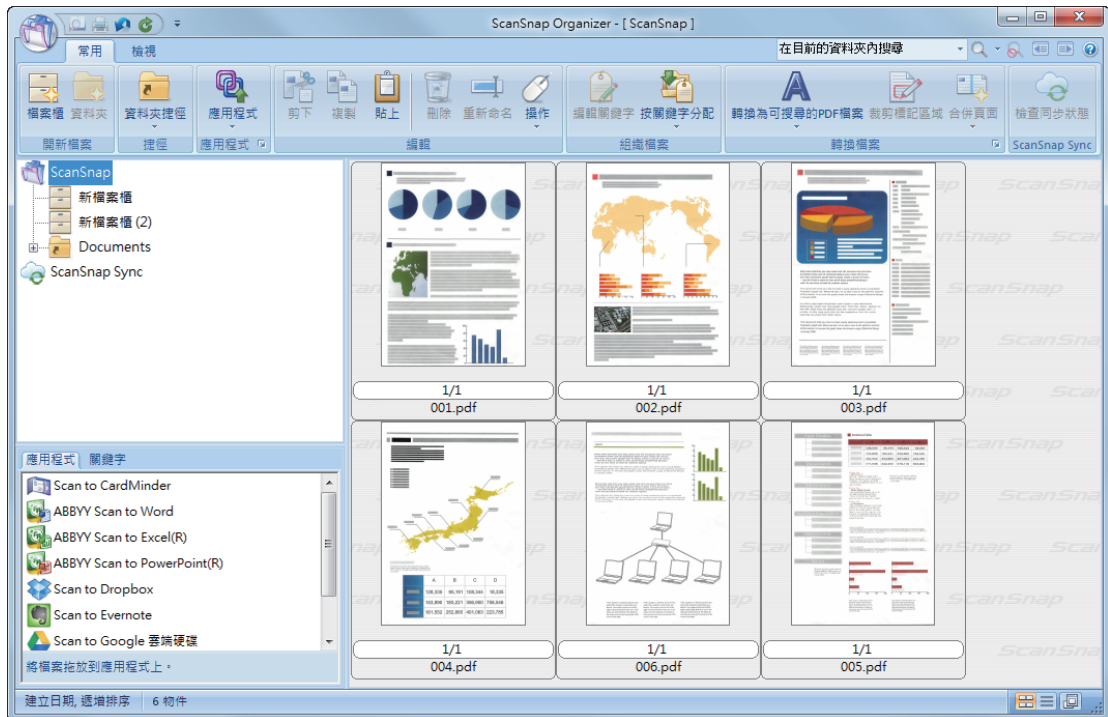 ScanSnap Organizer - [ ScanSnap ]
常用 檢視
在目前的資料夾內搜尋
檔案櫃 資料夾 資料夾捷徑 應用程式 剪下 複製 貼上 刪除 重新命名 操作 編輯關鍵字 按關鍵字分配 轉換為可搜尋的PDF檔案 裁剪標記區域 合併頁面 檢查同步狀態
開新檔案 捷徑 應用程式 編輯 組織檔案 轉換檔案 ScanSnap Sync
ScanSnap
新檔案櫃
新檔案櫃 (2)
Documents
ScanSnap Sync
應用程式 關鍵字
Scan to CardMinder
ABBYY Scan to Word
ABBYY Scan to Excel(R)
ABBYY Scan to PowerPoint(R)
Scan to Dropbox
Scan to Evernote
Scan to Google 雲端硬碟
將檔案拖放到應用程式上。
1/1 1/1 1/1
001.pdf 002.pdf 003.pdf
A B C D
1/1 1/1 1/1
004.pdf 006.pdf 005.pdf
建立日期, 遞增排序 6 物件